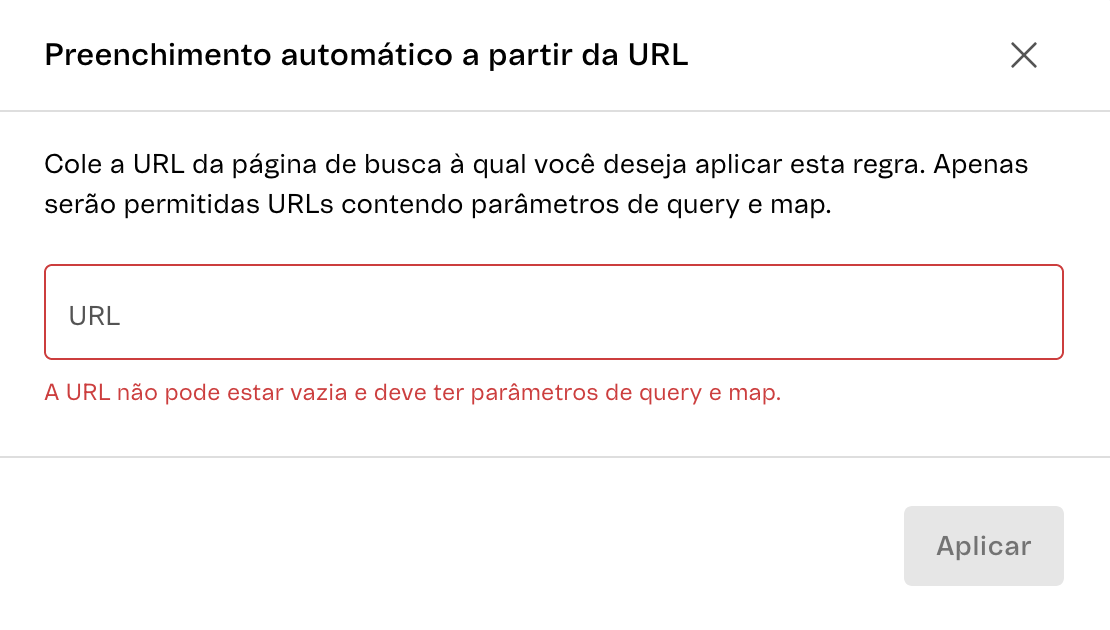 Preenchimento automático a partir da URL
Cole a URL da página de busca à qual você deseja aplicar esta regra. Apenas
serão permitidas URLs contendo parâmetros de query e map.
URL
A URL não pode estar vazia e deve ter parâmetros de query e map.
Aplicar